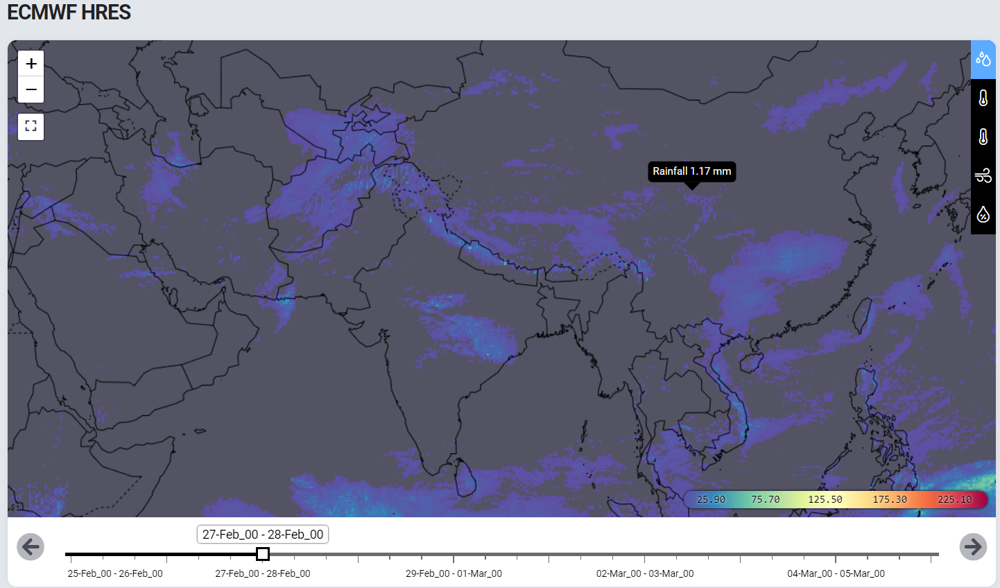 ECMWF HRES
+
−
Rainfall 1.17 mm
25.90 75.70 125.50 175.30 225.10
27-Feb_00 - 28-Feb_00
25-Feb_00 - 26-Feb_00 27-Feb_00 - 28-Feb_00 29-Feb_00 - 01-Mar_00 02-Mar_00 - 03-Mar_00 04-Mar_00 - 05-Mar_00